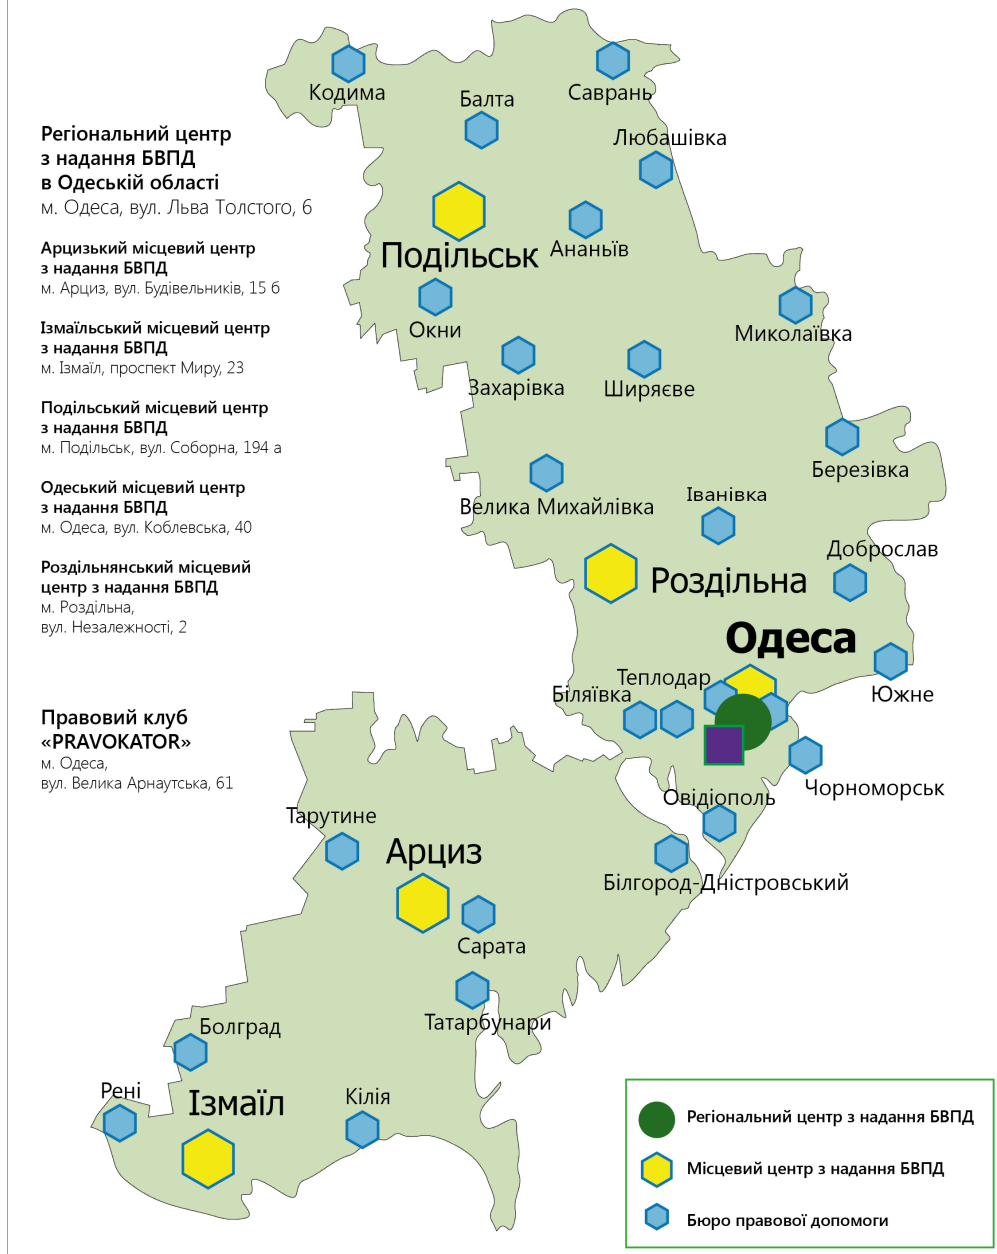 Регіональний центр
з надання БВПД
в Одеській області
м. Одеса, вул. Льва Толстого, 6
Арцизький місцевий центр
з надання БВПД
м. Арциз, вул. Будівельників, 15 б
Ізмаїльський місцевий центр
з надання БВПД
м. Ізмаїл, проспект Миру, 23
Подільський місцевий центр
з надання БВПД
м. Подільськ, вул. Соборна, 194 а
Одеський місцевий центр
з надання БВПД
м. Одеса, вул. Коблевська, 40
Роздільнянський місцевий
центр з надання БВПД
м. Роздільна,
вул. Незалежності, 2
Правовий клуб
«PRAVOKATOR»
м. Одеса,
вул. Велика Арнаутська, 61
Кодима
Балта
Саврань
Любашівка
Подільськ
Ананьїв
Окни
Миколаївка
Захарівка
Ширяєве
Березівка
Велика Михайлівка
Іванівка
Доброслав
Роздільна
Одеса
Теплодар
Біляївка
Южне
Чорноморськ
Овідіополь
Тарутине
Арциз
Білгород-Дністровський
Сарата
Татарбунари
Болград
Рені
Ізмаїл
Кілія
Регіональний центр з надання БВПД
Місцевий центр з надання БВПД
Бюро правової допомоги